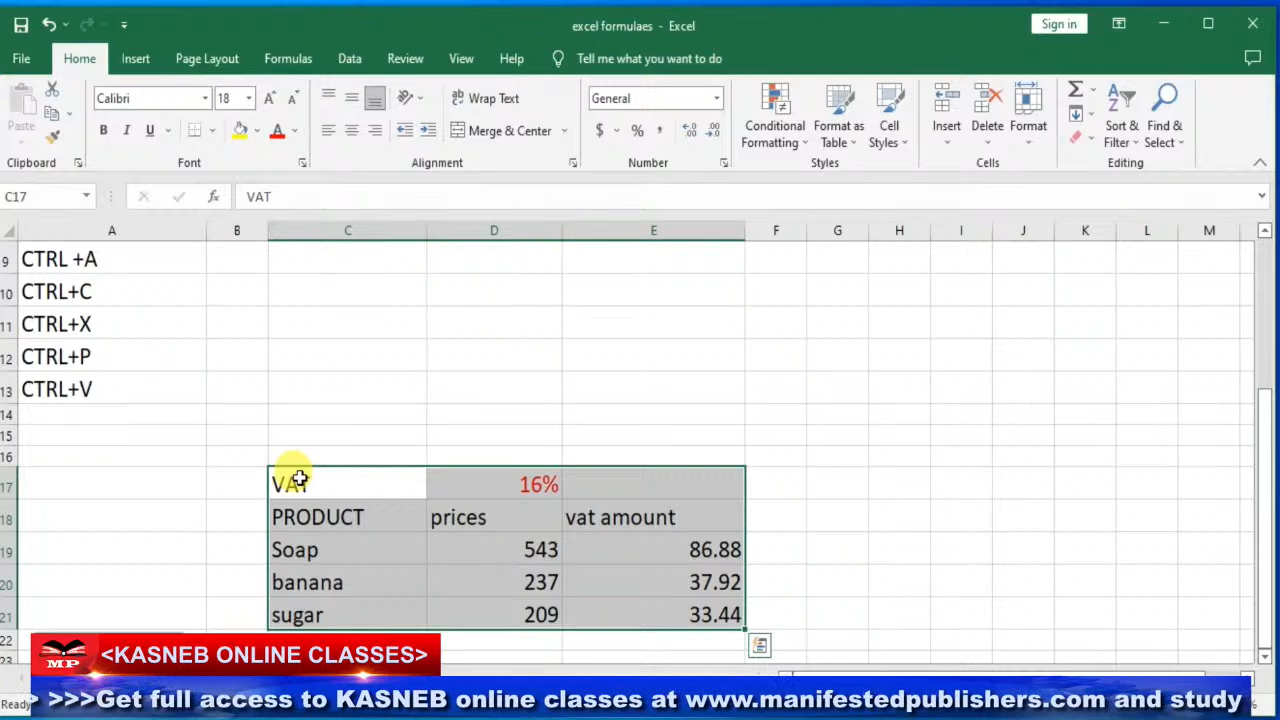 excel formulaes - Excel
Sign in
File Home Insert Page Layout Formulas Data Review View Help Tell me what you want to do
Paste
Calibri 18
Wrap Text
General
B I U
Merge & Center
$ % ,
Conditional Formatting
Format as Table
Cell Styles
Insert
Delete
Format
Sort & Filter
Find & Select
Clipboard Font Alignment Number Styles Cells Editing
C17 fx VAT
A B C D E F G H I J K L M
9 CTRL +A
10 CTRL+C
11 CTRL+X
12 CTRL+P
13 CTRL+V
14
15
16
17 VAT 16%
18 PRODUCT prices vat amount
19 Soap 543 86.88
20 banana 237 37.92
21 sugar 209 33.44
22
MP <KASNEB ONLINE CLASSES>
Ready
>>>Get full access to KASNEB online classes at www.manifestedpublishers.com and study